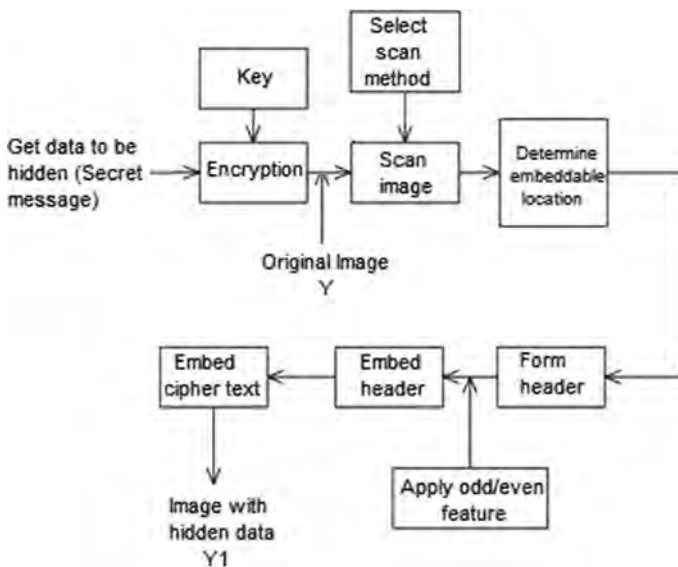 Select
scan
method
Key
Get data to be
hidden (Secret
message)
Encryption
Scan
image
Determine
embeddable
location
Original Image
Y
Embed
cipher text
Embed
header
Form
header
Apply odd/even
feature
Image with
hidden data
Y1